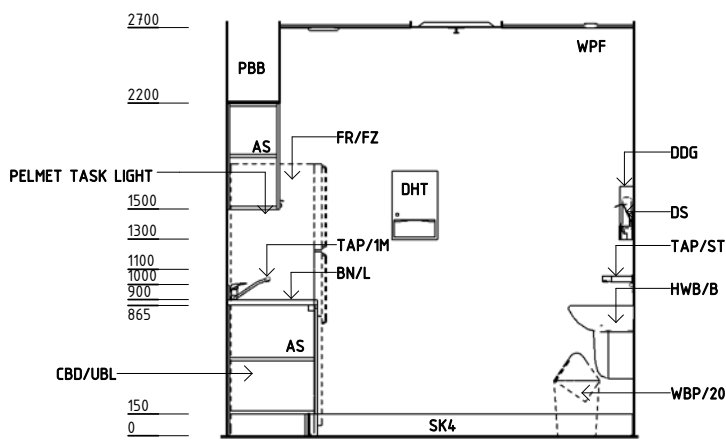 2700
WPF
PBB
2200
FR/FZ
AS
DDG
PELMET TASK LIGHT
DHT
1500
DS
1300
TAP/1M
TAP/ST
1100
1000
BN/L
HWB/B
900
865
AS
CBD/UBL
WBP/20
150
SK4
0